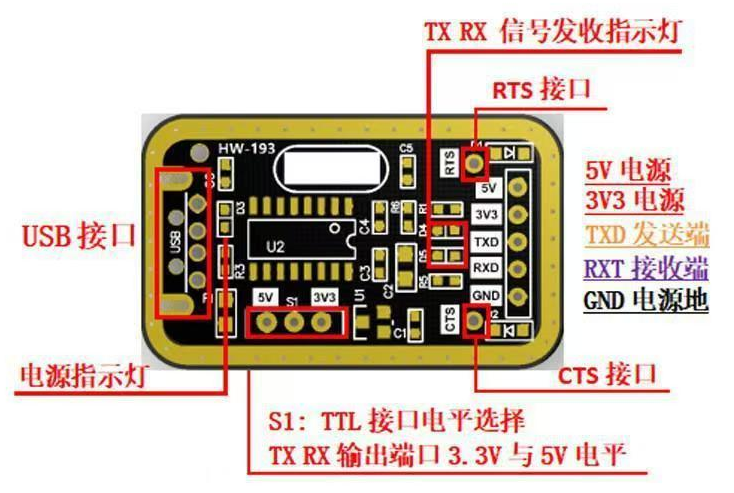 TX RX 信号发收指示灯
RTS 接口
HW-193
C5
RTS
5V
3V3
TXD
RXD
GND
CTS
R1
D4
D5
R5
R6
C4
C3
C2
C1
U1
U2
D3
R3
USB
5V S1 3V3
USB 接口
5V 电源
3V3 电源
TXD 发送端
RXT 接收端
GND 电源地
电源指示灯
CTS 接口
S1: TTL 接口电平选择
TX RX 输出端口 3.3V 与 5V 电平